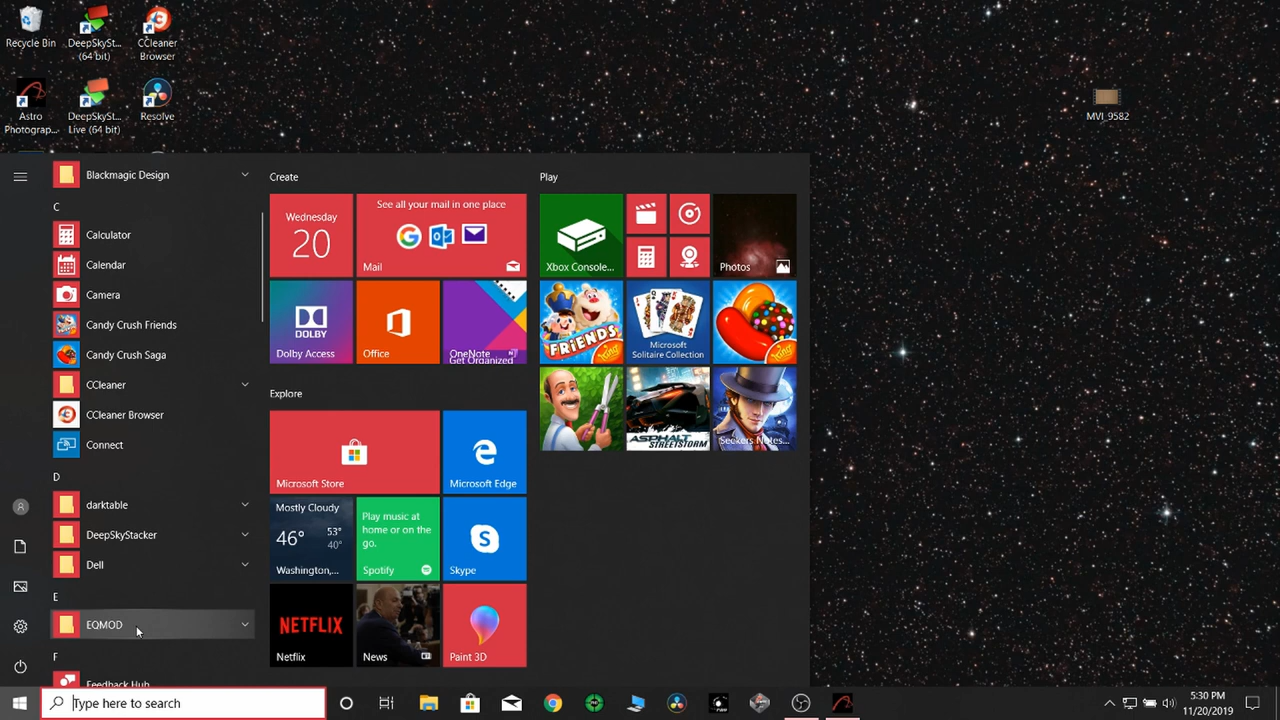 Recycle Bin
DeepSkySt...
(64 bit)
CCleaner
Browser
Astro
Photograp...
DeepSkySt...
Live (64 bit)
Resolve
MVI_9582
Blackmagic Design
C
Calculator
Calendar
Camera
Candy Crush Friends
Candy Crush Saga
CCleaner
CCleaner Browser
Connect
D
darktable
DeepSkyStacker
Dell
E
EQMOD
F
Feedback Hub
Create
Wednesday
20
See all your mail in one place
Mail
Dolby Access
DOLBY
Office
OneNote
Get Organized
Explore
Microsoft Store
Microsoft Edge
Mostly Cloudy
46°
53°
40°
Washington,...
Play music at
home or on the
go.
Spotify
Skype
NETFLIX
Netflix
News
Paint 3D
Play
Xbox Console...
Photos
FRIENDS
King
Microsoft
Solitaire Collection
King
ASPHALT
STREETSTORM
Seekers Notes...
Type here to search
5:30 PM
11/20/2019